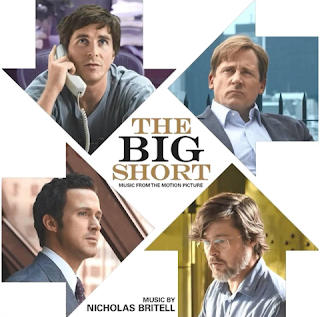 THE
BIG
SHORT
MUSIC FROM THE MOTION PICTURE
MUSIC BY
NICHOLAS BRITELL